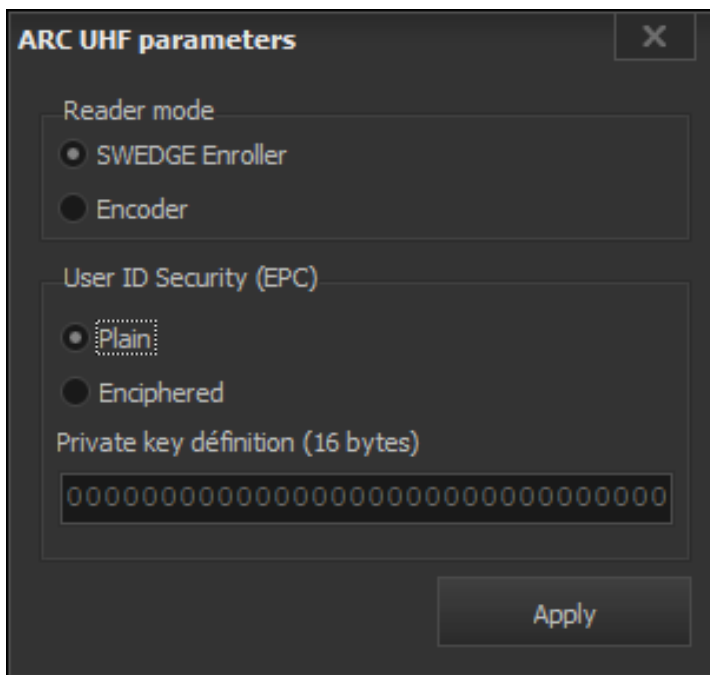 ARC UHF parameters
Reader mode
SWEDGE Enroller
Encoder
User ID Security (EPC)
Plain
Enciphered
Private key définition (16 bytes)
00000000000000000000000000000000
Apply